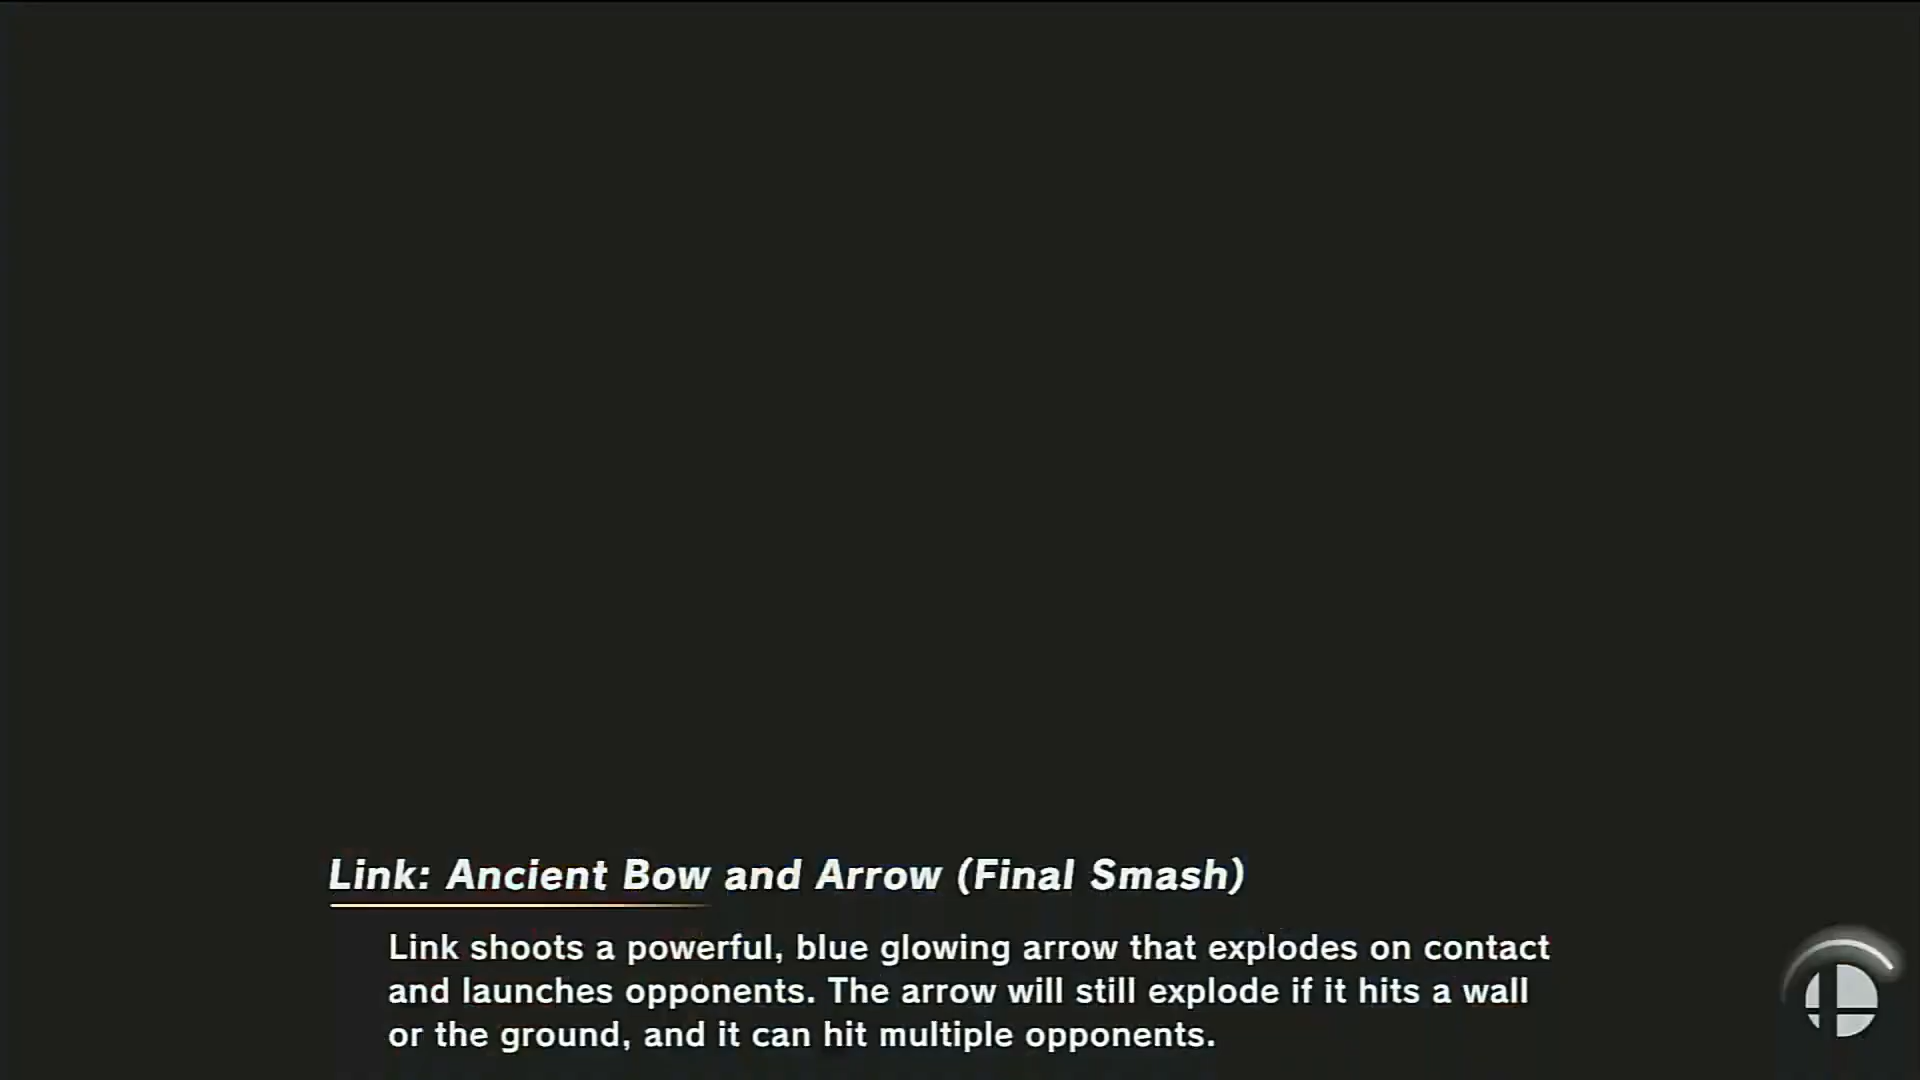 Link: Ancient Bow and Arrow (Final Smash)
Link shoots a powerful, blue glowing arrow that explodes on contact
and launches opponents. The arrow will still explode if it hits a wall
or the ground, and it can hit multiple opponents.